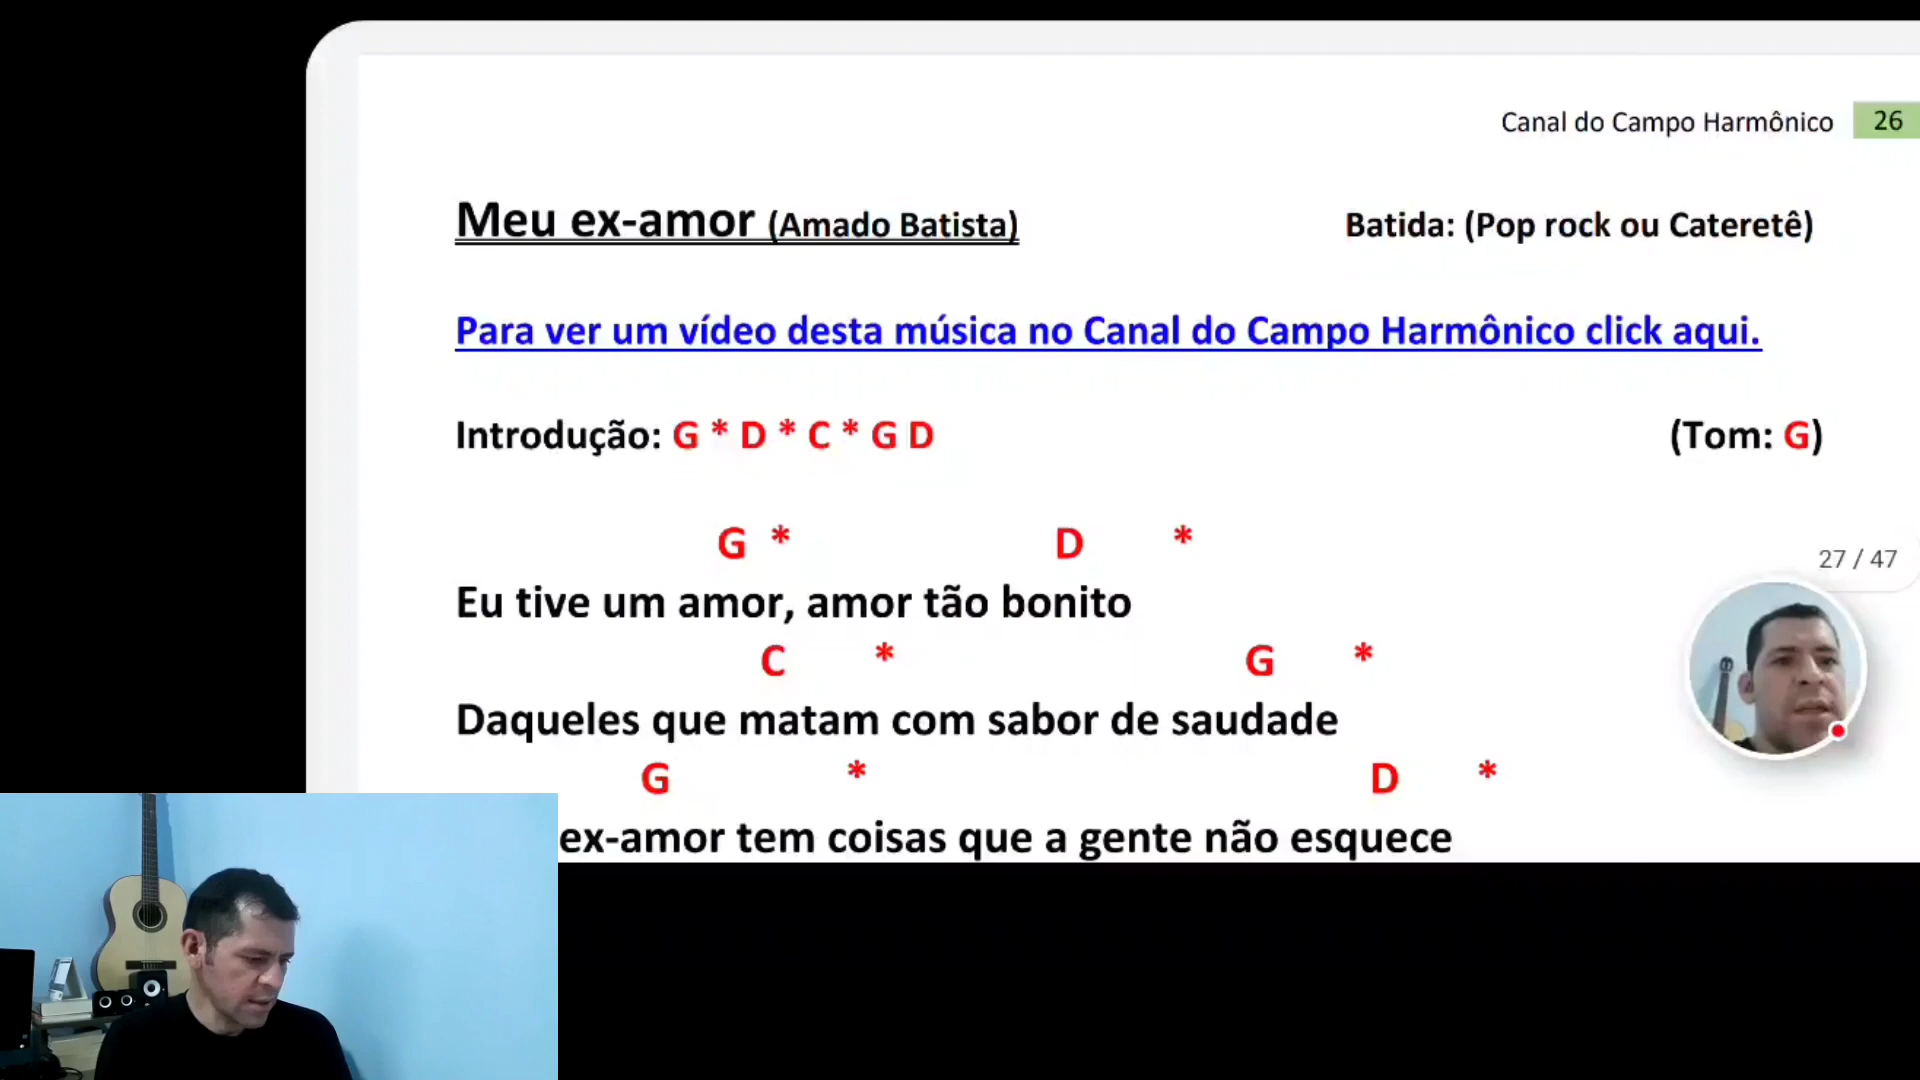 Canal do Campo Harmônico 26
Meu ex-amor (Amado Batista) Batida: (Pop rock ou Cateretê)
Para ver um vídeo desta música no Canal do Campo Harmônico click aqui.
Introdução: G * D * C * G D (Tom: G)
G * D *
27 / 47
Eu tive um amor, amor tão bonito
C * G *
Daqueles que matam com sabor de saudade
G * D *
ex-amor tem coisas que a gente não esquece